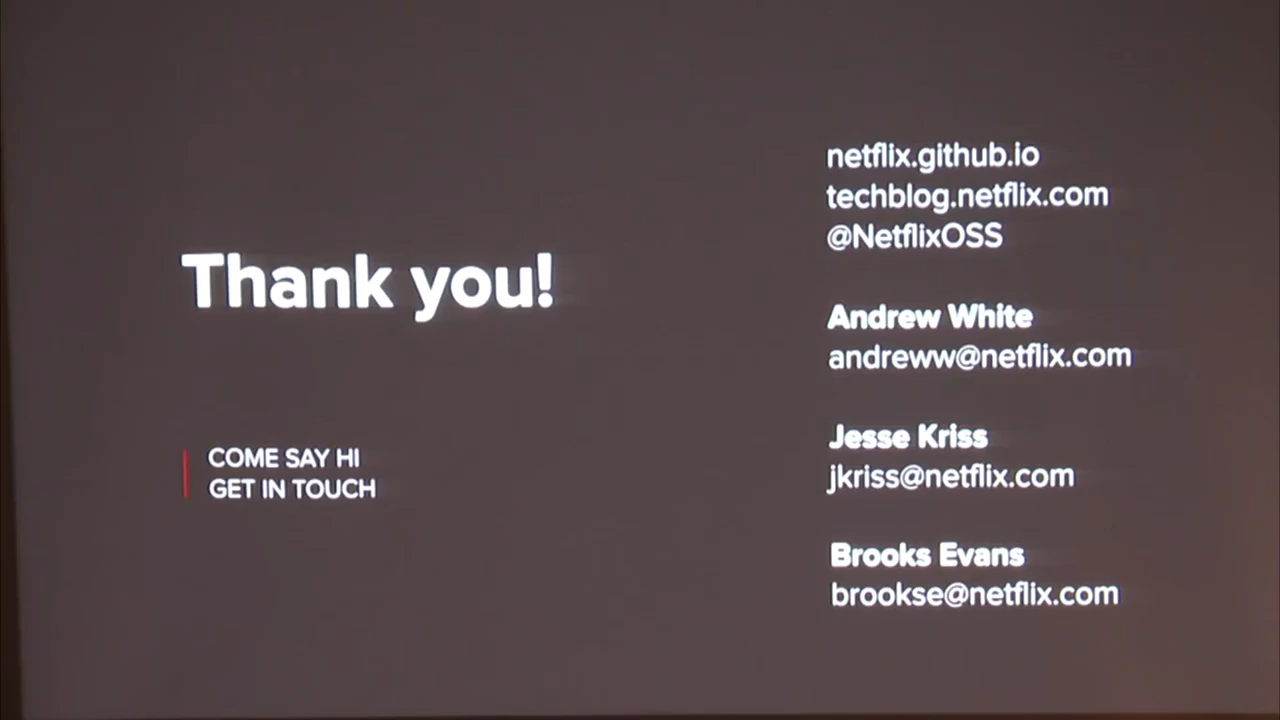 Thank you!
COME SAY HI
GET IN TOUCH
netflix.github.io
techblog.netflix.com
@NetflixOSS
Andrew White
andreww@netflix.com
Jesse Kriss
jkriss@netflix.com
Brooks Evans
brookse@netflix.com